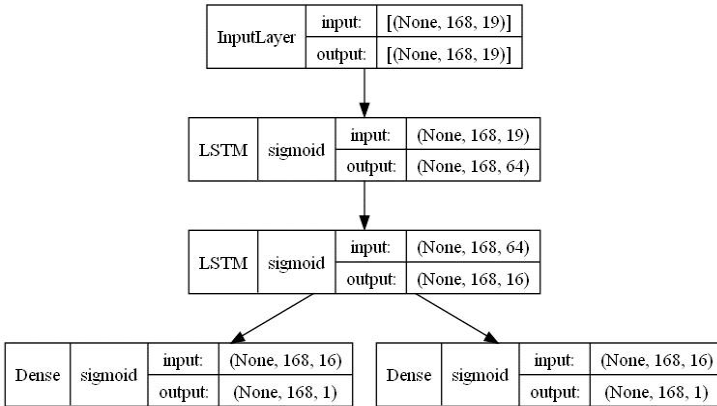 InputLayer input: [(None, 168, 19)]
output: [(None, 168, 19)]
LSTM sigmoid input: (None, 168, 19)
output: (None, 168, 64)
LSTM sigmoid input: (None, 168, 64)
output: (None, 168, 16)
Dense sigmoid input: (None, 168, 16)
output: (None, 168, 1)
Dense sigmoid input: (None, 168, 16)
output: (None, 168, 1)